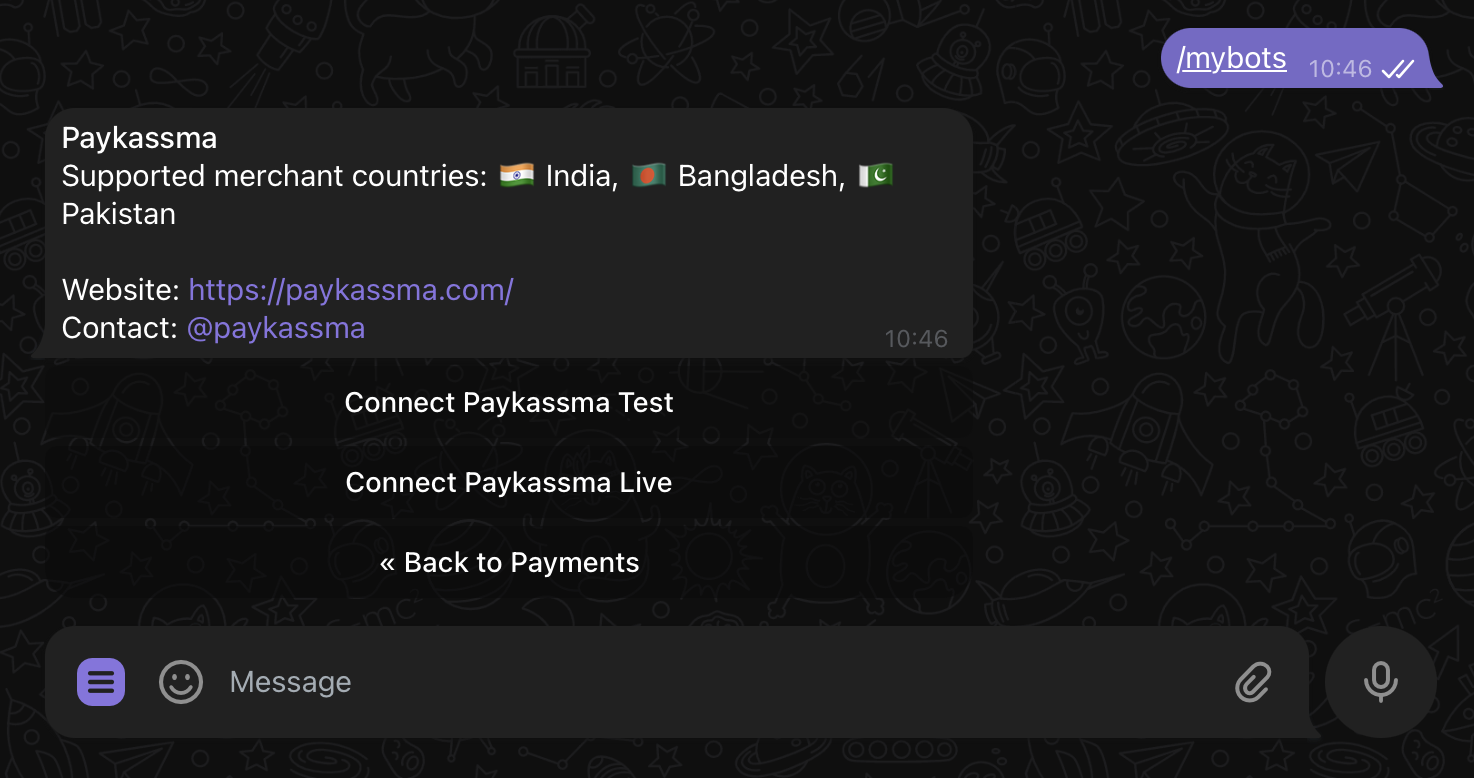 /mybots 10:46
Paykassma
Supported merchant countries: 🇮🇳 India, 🇧🇩 Bangladesh, 🇵🇰
Pakistan
Website: https://paykassma.com/
Contact: @paykassma
10:46
Connect Paykassma Test
Connect Paykassma Live
« Back to Payments
Message